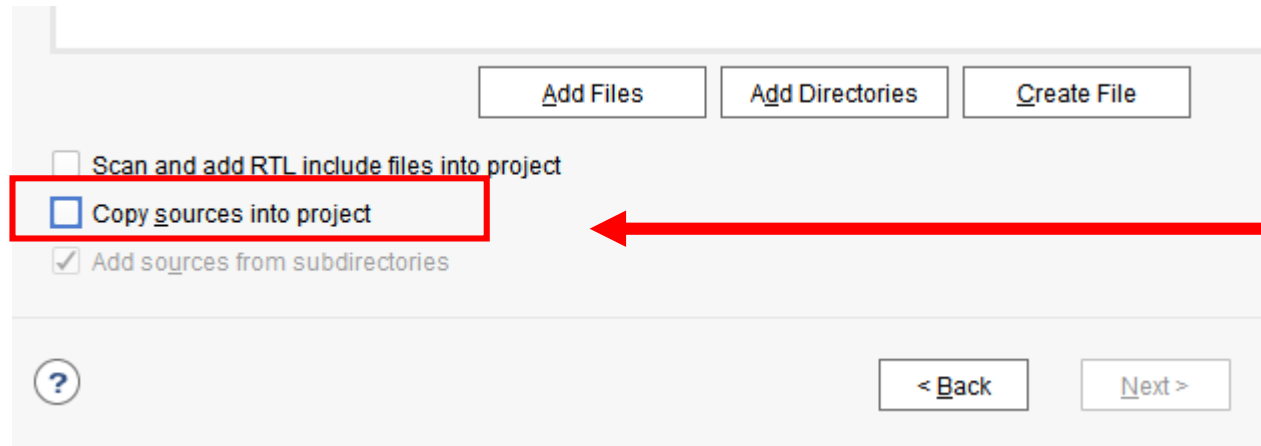 Add Files Add Directories Create File
Scan and add RTL include files into project
Copy sources into project
Add sources from subdirectories
? < Back Next >